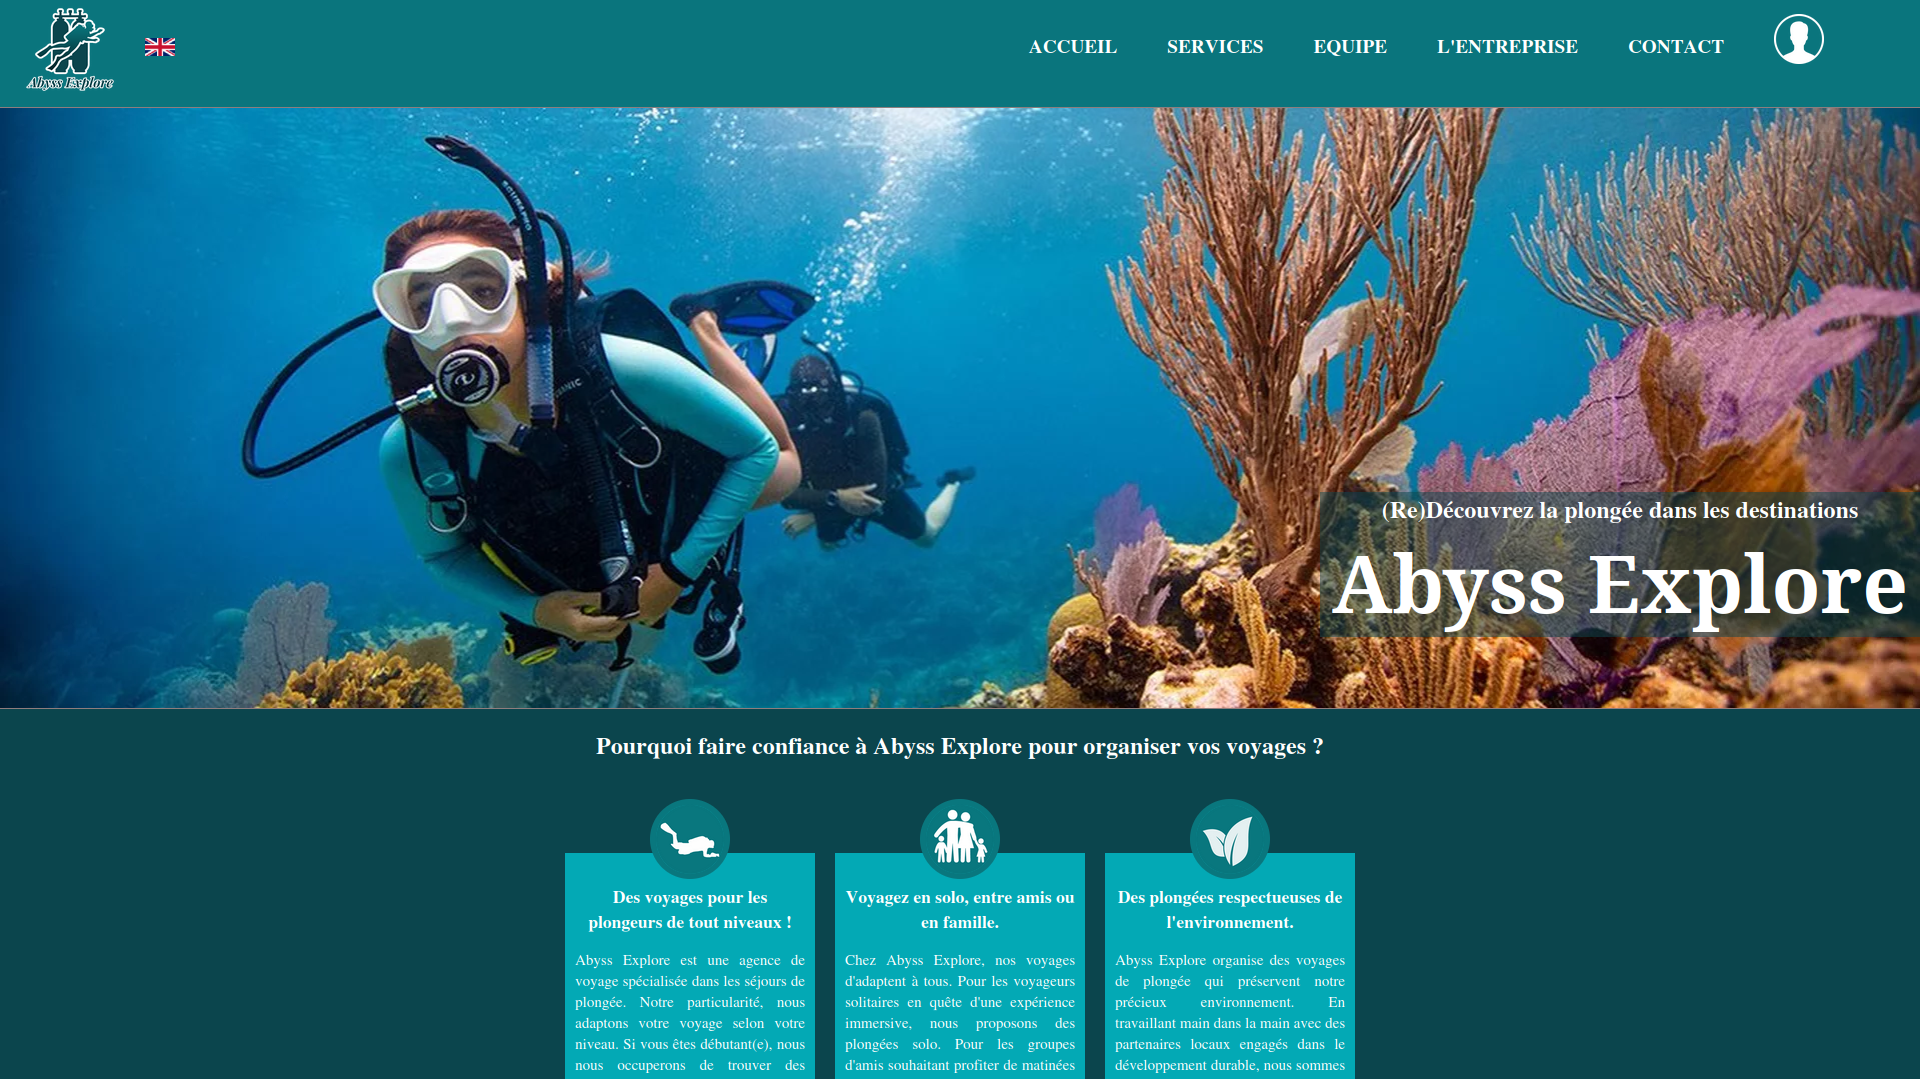 Abyss Explore
ACCUEIL
SERVICES
EQUIPE
L'ENTREPRISE
CONTACT
(Re)Découvrez la plongée dans les destinations
Abyss Explore
Pourquoi faire confiance à Abyss Explore pour organiser vos voyages ?
Des voyages pour les
plongeurs de tout niveaux !
Abyss Explore est une agence de
voyage spécialisée dans les séjours de
plongée. Notre particularité, nous
adaptons votre voyage selon votre
niveau. Si vous êtes débutant(e), nous
nous occuperons de trouver des
Voyagez en solo, entre amis ou
en famille.
Chez Abyss Explore, nos voyages
d'adaptent à tous. Pour les voyageurs
solitaires en quête d'une expérience
immersive, nous proposons des
plongées solo. Pour les groupes
d'amis souhaitant profiter de matinées
Des plongées respectueuses de
l'environnement.
Abyss Explore organise des voyages
de plongée qui préservent notre
précieux environnement. En
travaillant main dans la main avec des
partenaires locaux engagés dans le
développement durable, nous sommes